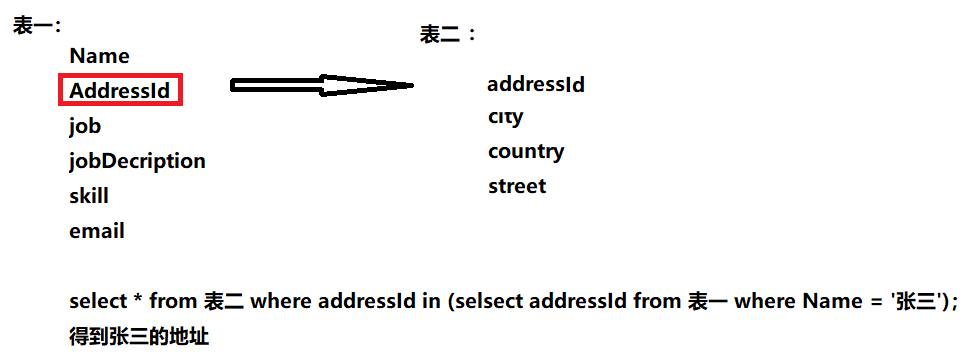 表一：
Name
AddressId
job
jobDecription
skill
email
表二 ：
addressId
city
country
street
select * from 表二 where addressId in (selsect addressId from 表一 where Name = '张三')；
得到张三的地址